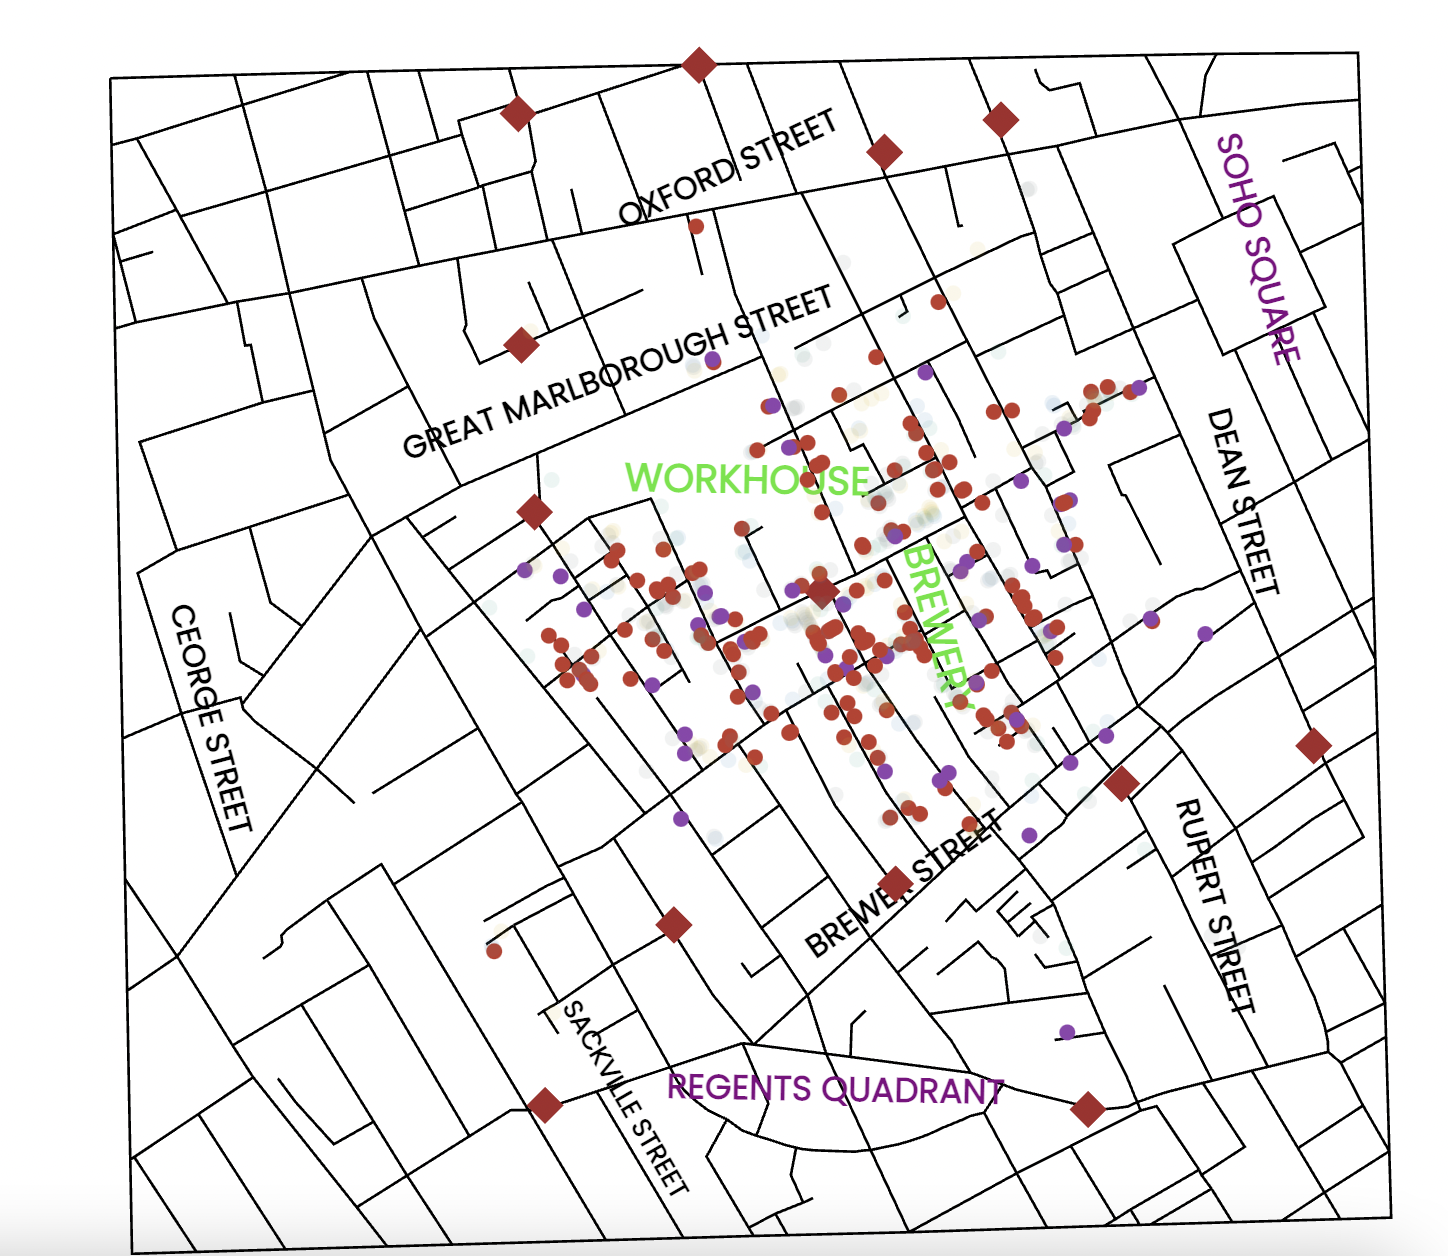 OXFORD STREET
SOHO SQUARE
GREAT MARLBOROUGH STREET
WORKHOUSE
DEAN STREET
BREWERY
CEORGE STREET
RUPERT STREET
BREWER STREET
SACKVILLE STREET
REGENTS QUADRANT